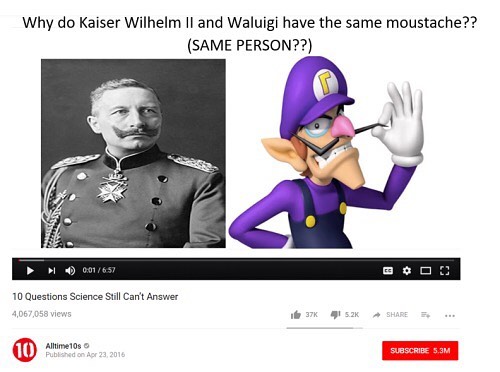 Why do Kaiser Wilhelm II and Waluigi have the same moustache??
(SAME PERSON??)
0:01 / 6:57
CC
10 Questions Science Still Can't Answer
4,067,058 views
37K 5.2K SHARE
10 Alltime10s
Published on Apr 23, 2016
SUBSCRIBE 5.3M